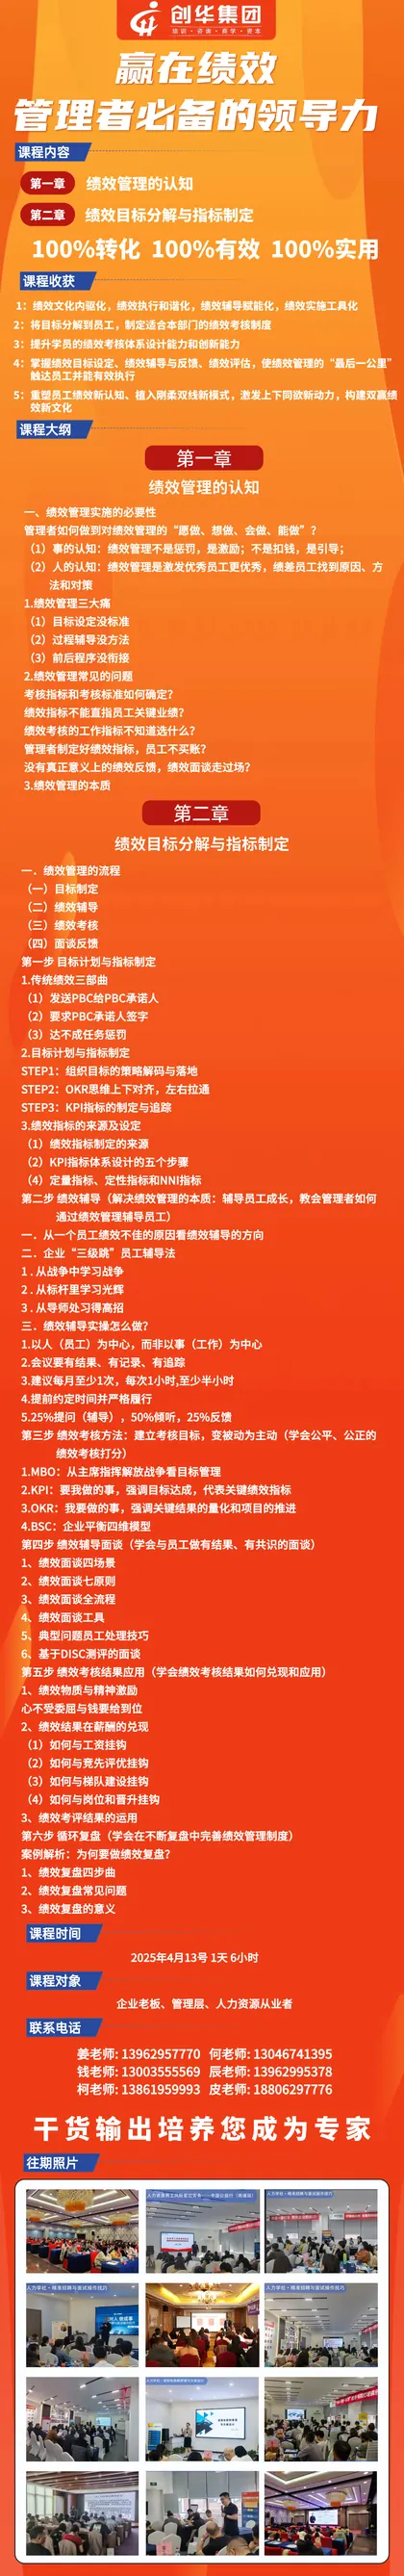 创华集团
培训·咨询·商学·资本
赢在绩效
管理者必备的领导力
课程内容
第一章 绩效管理的认知
第二章 绩效目标分解与指标制定
100%转化 100%有效 100%实用
课程收获
1：绩效文化内驱化，绩效执行和谐化，绩效辅导赋能化，绩效实施工具化
2：将目标分解到员工，制定适合本部门的绩效考核制度
3：提升学员的绩效考核体系设计能力和创新能力
4：掌握绩效目标设定、绩效辅导与反馈、绩效评估，使绩效管理的“最后一公里”
触达员工并能有效执行
5：重塑员工绩效新认知、植入刚柔双线新模式，激发上下同欲新动力，构建双赢绩
效新文化
课程大纲
第一章
绩效管理的认知
一、绩效管理实施的必要性
管理者如何做到对绩效管理的“愿做、想做、会做、能做”？
（1）事的认知：绩效管理不是惩罚，是激励；不是扣钱，是引导；
（2）人的认知：绩效管理是激发优秀员工更优秀，绩差员工找到原因、方
法和对策
1.绩效管理三大痛
（1）目标设定没标准
（2）过程辅导没方法
（3）前后程序没衔接
2.绩效管理常见的问题
考核指标和考核标准如何确定？
绩效指标不能直指员工关键业绩？
绩效考核的工作指标不知道选什么？
管理者制定好绩效指标，员工不买账？
没有真正意义上的绩效反馈，绩效面谈走过场？
3.绩效管理的本质
第二章
绩效目标分解与指标制定
一．绩效管理的流程
（一）目标制定
（二）绩效辅导
（三）绩效考核
（四）面谈反馈
第一步 目标计划与指标制定
1.传统绩效三部曲
（1）发送PBC给PBC承诺人
（2）要求PBC承诺人签字
（3）达不成任务惩罚
2.目标计划与指标制定
STEP1：组织目标的策略解码与落地
STEP2：OKR思维上下对齐，左右拉通
STEP3：KPI指标的制定与追踪
3.绩效指标的来源及设定
（1）绩效指标制定的来源
（2）KPI指标体系设计的五个步骤
（4）定量指标、定性指标和NNI指标
第二步 绩效辅导（解决绩效管理的本质：辅导员工成长，教会管理者如何
通过绩效管理辅导员工）
一．从一个员工绩效不佳的原因看绩效辅导的方向
二．企业“三级跳”员工辅导法
1．从战争中学习战争
2．从标杆里学习光辉
3．从导师处习得高招
三．绩效辅导实操怎么做？
1.以人（员工）为中心，而非以事（工作）为中心
2.会议要有结果、有记录、有追踪
3.建议每月至少1次，每次1小时,至少半小时
4.提前约定时间并严格履行
5.25%提问（辅导），50%倾听，25%反馈
第三步 绩效考核方法：建立考核目标，变被动为主动（学会公平、公正的
绩效考核打分）
1.MBO：从主席指挥解放战争看目标管理
2.KPI：要我做的事，强调目标达成，代表关键绩效指标
3.OKR：我要做的事，强调关键结果的量化和项目的推进
4.BSC：企业平衡四维模型
第四步 绩效辅导面谈（学会与员工做有结果、有共识的面谈）
1、绩效面谈四场景
2、绩效面谈七原则
3、绩效面谈全流程
4、绩效面谈工具
5、典型问题员工处理技巧
6、基于DISC测评的面谈
第五步 绩效考核结果应用（学会绩效考核结果如何兑现和应用）
1、绩效物质与精神激励
心不受委屈与钱要给到位
2、绩效结果在薪酬的兑现
（1）如何与工资挂钩
（2）如何与竞先评优挂钩
（3）如何与梯队建设挂钩
（4）如何与岗位和晋升挂钩
3、绩效考评结果的运用
第六步 循环复盘（学会在不断复盘中完善绩效管理制度）
案例解析：为何要做绩效复盘？
1、绩效复盘四步曲
2、绩效复盘常见问题
3、绩效复盘的意义
课程时间
2025年4月13号 1天 6小时
课程对象
企业老板、管理层、人力资源从业者
联系电话
姜老师: 13962957770 何老师: 13046741395
钱老师: 13003555569 辰老师: 13962995378
柯老师: 13861959993 皮老师: 18806297776
干货输出培养您成为专家
往期照片
人力学社·精准招聘与面试操作技巧
人力学社·精准招聘与面试操作技巧
人力学社·精准招聘与面试操作技巧